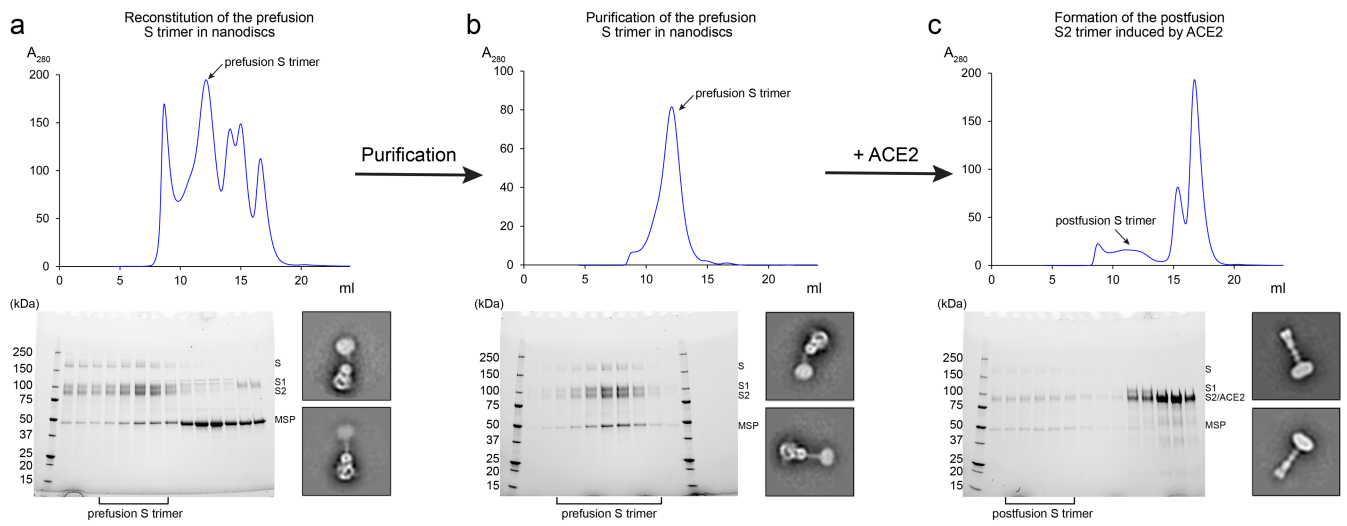 a
Reconstitution of the prefusion
S trimer in nanodiscs
A280
prefusion S trimer
200
150
100
50
0
0
5
10
15
20
ml
Purification
(kDa)
250
150
100
75
50
37
25
20
15
S
S1
S2
MSP
prefusion S trimer
b
Purification of the prefusion
S trimer in nanodiscs
A280
prefusion S trimer
100
80
60
40
20
0
0
5
10
15
20
ml
+ ACE2
(kDa)
250
150
100
75
50
37
25
20
15
S
S1
S2
MSP
prefusion S trimer
c
Formation of the postfusion
S2 trimer induced by ACE2
A280
postfusion S trimer
200
150
100
50
0
0
5
10
15
20
ml
(kDa)
250
150
100
75
50
37
25
20
15
S
S1
S2/ACE2
MSP
postfusion S trimer